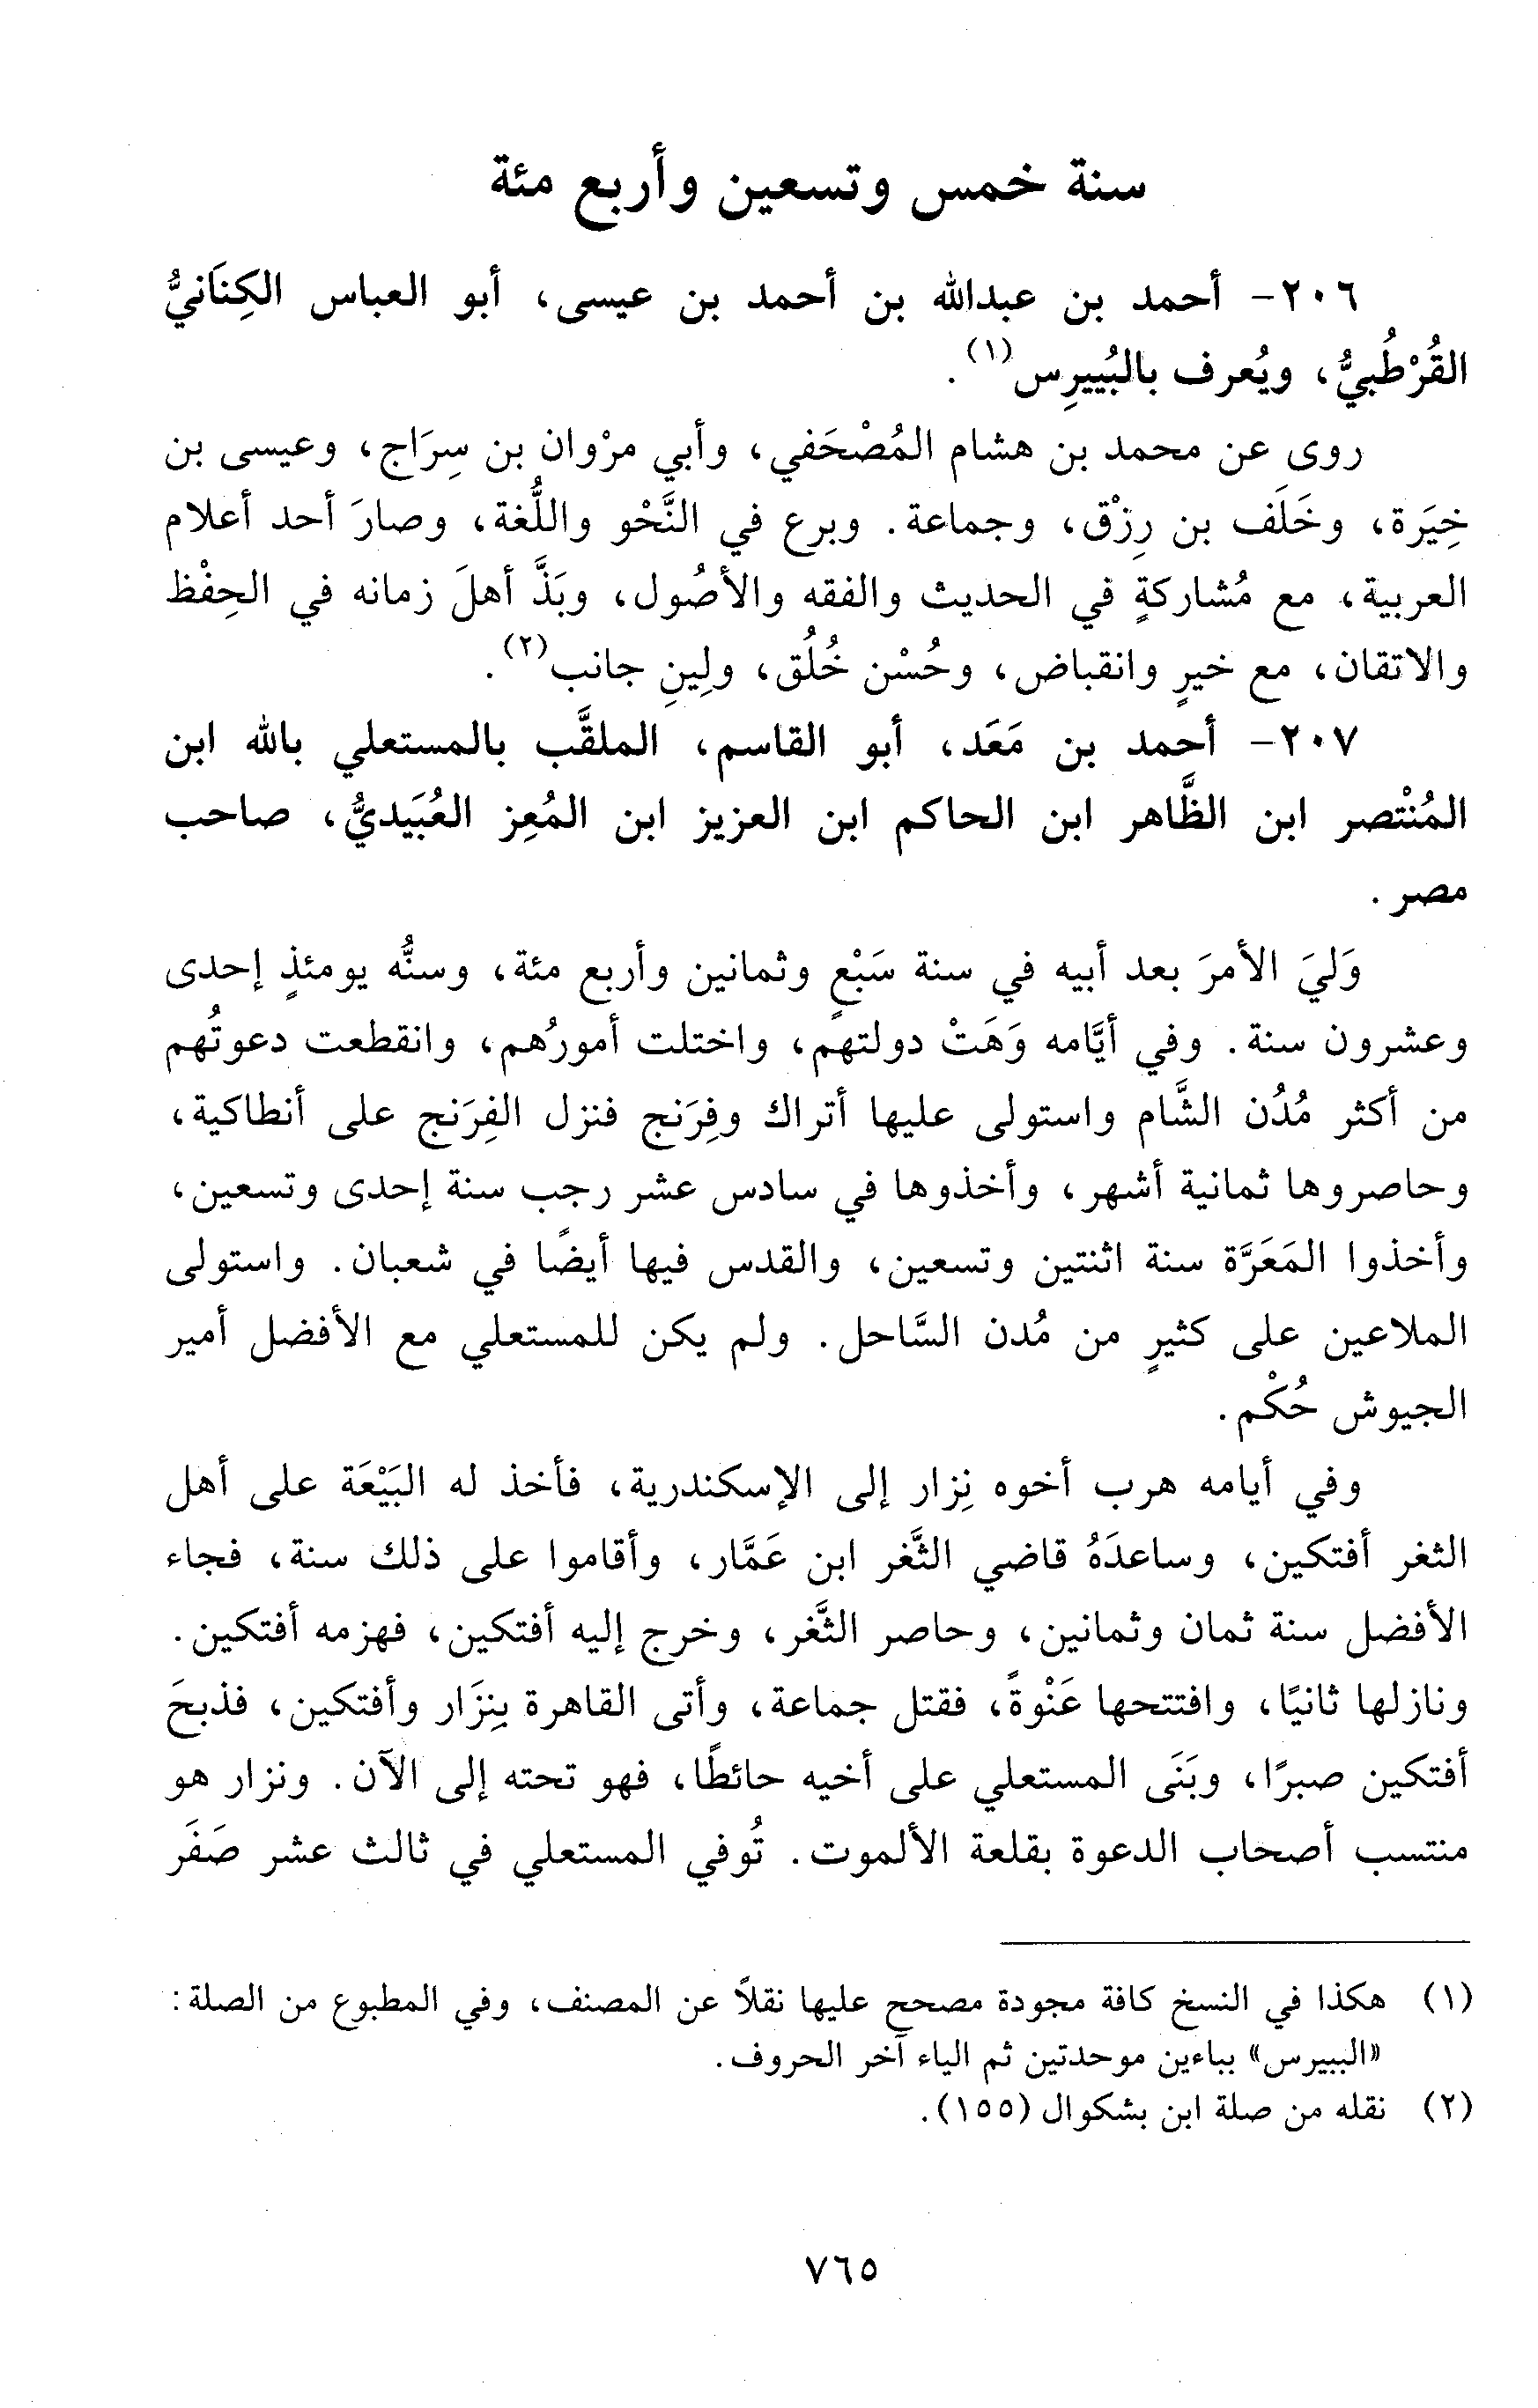 سنة خمس وتسعين وأربع مئة
٢٠٦- أحمد بن عبدالله بن أحمد بن عيسى، أبو العباس الكِنَانيُّ
القُرْطُبيُّ، ويُعرف بالبُييرِس(١).
روى عن محمد بن هشام المُصْحَفي، وأبي مرْوان بن سِرَاج، وعيسى بن
خِيَرة، وخَلَف بن رِزْق، وجماعة. وبرع في النَّحْو واللُّغة، وصارَ أحد أعلام
العربية، مع مُشاركةٍ في الحديث والفقه والأصُول، وبَذَّ أهلَ زمانه في الحِفْظ
والاتقان، مع خيرٍ وانقباض، وحُسْن خُلُق، ولِينِ جانب(٢).
٢٠٧- أحمد بن مَعَد، أبو القاسم، الملقَّب بالمستعلي بالله ابن
المُنْتصر ابن الظَّاهر ابن الحاكم ابن العزيز ابن المُعِز العُبَيديُّ، صاحب
مصر.
وَليَ الأمرَ بعد أبيه في سنة سَبْعٍ وثمانين وأربع مئة، وسنُّه يومئذٍ إحدى
وعشرون سنة. وفي أيَّامه وَهَتْ دولتهم، واختلت أمورُهم، وانقطعت دعوتُهم
من أكثر مُدُن الشَّام واستولى عليها أتراك وفِرَنج فنزل الفِرَنج على أنطاكية،
وحاصروها ثمانية أشهر، وأخذوها في سادس عشر رجب سنة إحدى وتسعين،
وأخذوا المَعَرَّة سنة اثنتين وتسعين، والقدس فيها أيضًا في شعبان. واستولى
الملاعين على كثيرٍ من مُدن السَّاحل. ولم يكن للمستعلي مع الأفضل أمير
الجيوش حُكْم.
وفي أيامه هرب أخوه نِزار إلى الإسكندرية، فأخذ له البَيْعَة على أهل
الثغر أفتكين، وساعدَهُ قاضي الثَّغر ابن عَمَّار، وأقاموا على ذلك سنة، فجاء
الأفضل سنة ثمان وثمانين، وحاصر الثَّغر، وخرج إليه أفتكين، فهزمه أفتكين.
ونازلها ثانيًا، وافتتحها عَنْوةً، فقتل جماعة، وأتى القاهرة بِنِزَار وأفتكين، فذبحَ
أفتكين صبرًا، وبَنَى المستعلي على أخيه حائطًا، فهو تحته إلى الآن. ونزار هو
منتسب أصحاب الدعوة بقلعة الألموت. تُوفي المستعلي في ثالث عشر صَفَر
(١) هكذا في النسخ كافة مجودة مصحح عليها نقلاً عن المصنف، وفي المطبوع من الصلة:
«الببيرس» بباءين موحدتين ثم الياء آخر الحروف.
(٢) نقله من صلة ابن بشكوال (١٥٥).
٧٦٥